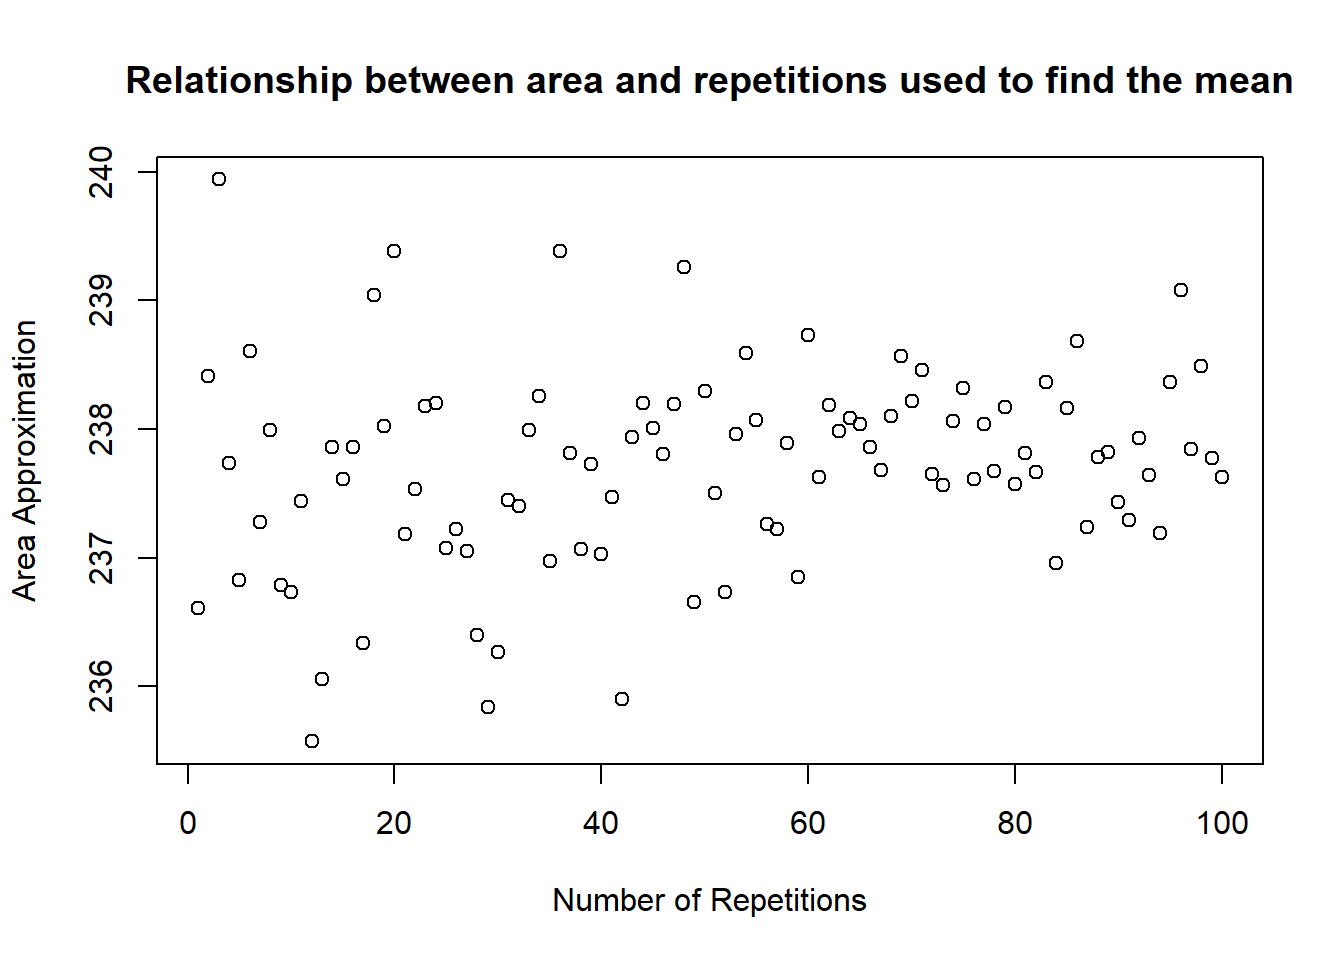 Relationship between area and repetitions used to find the mean
Area Approximation
240
239
238
237
236
0 20 40 60 80 100
Number of Repetitions